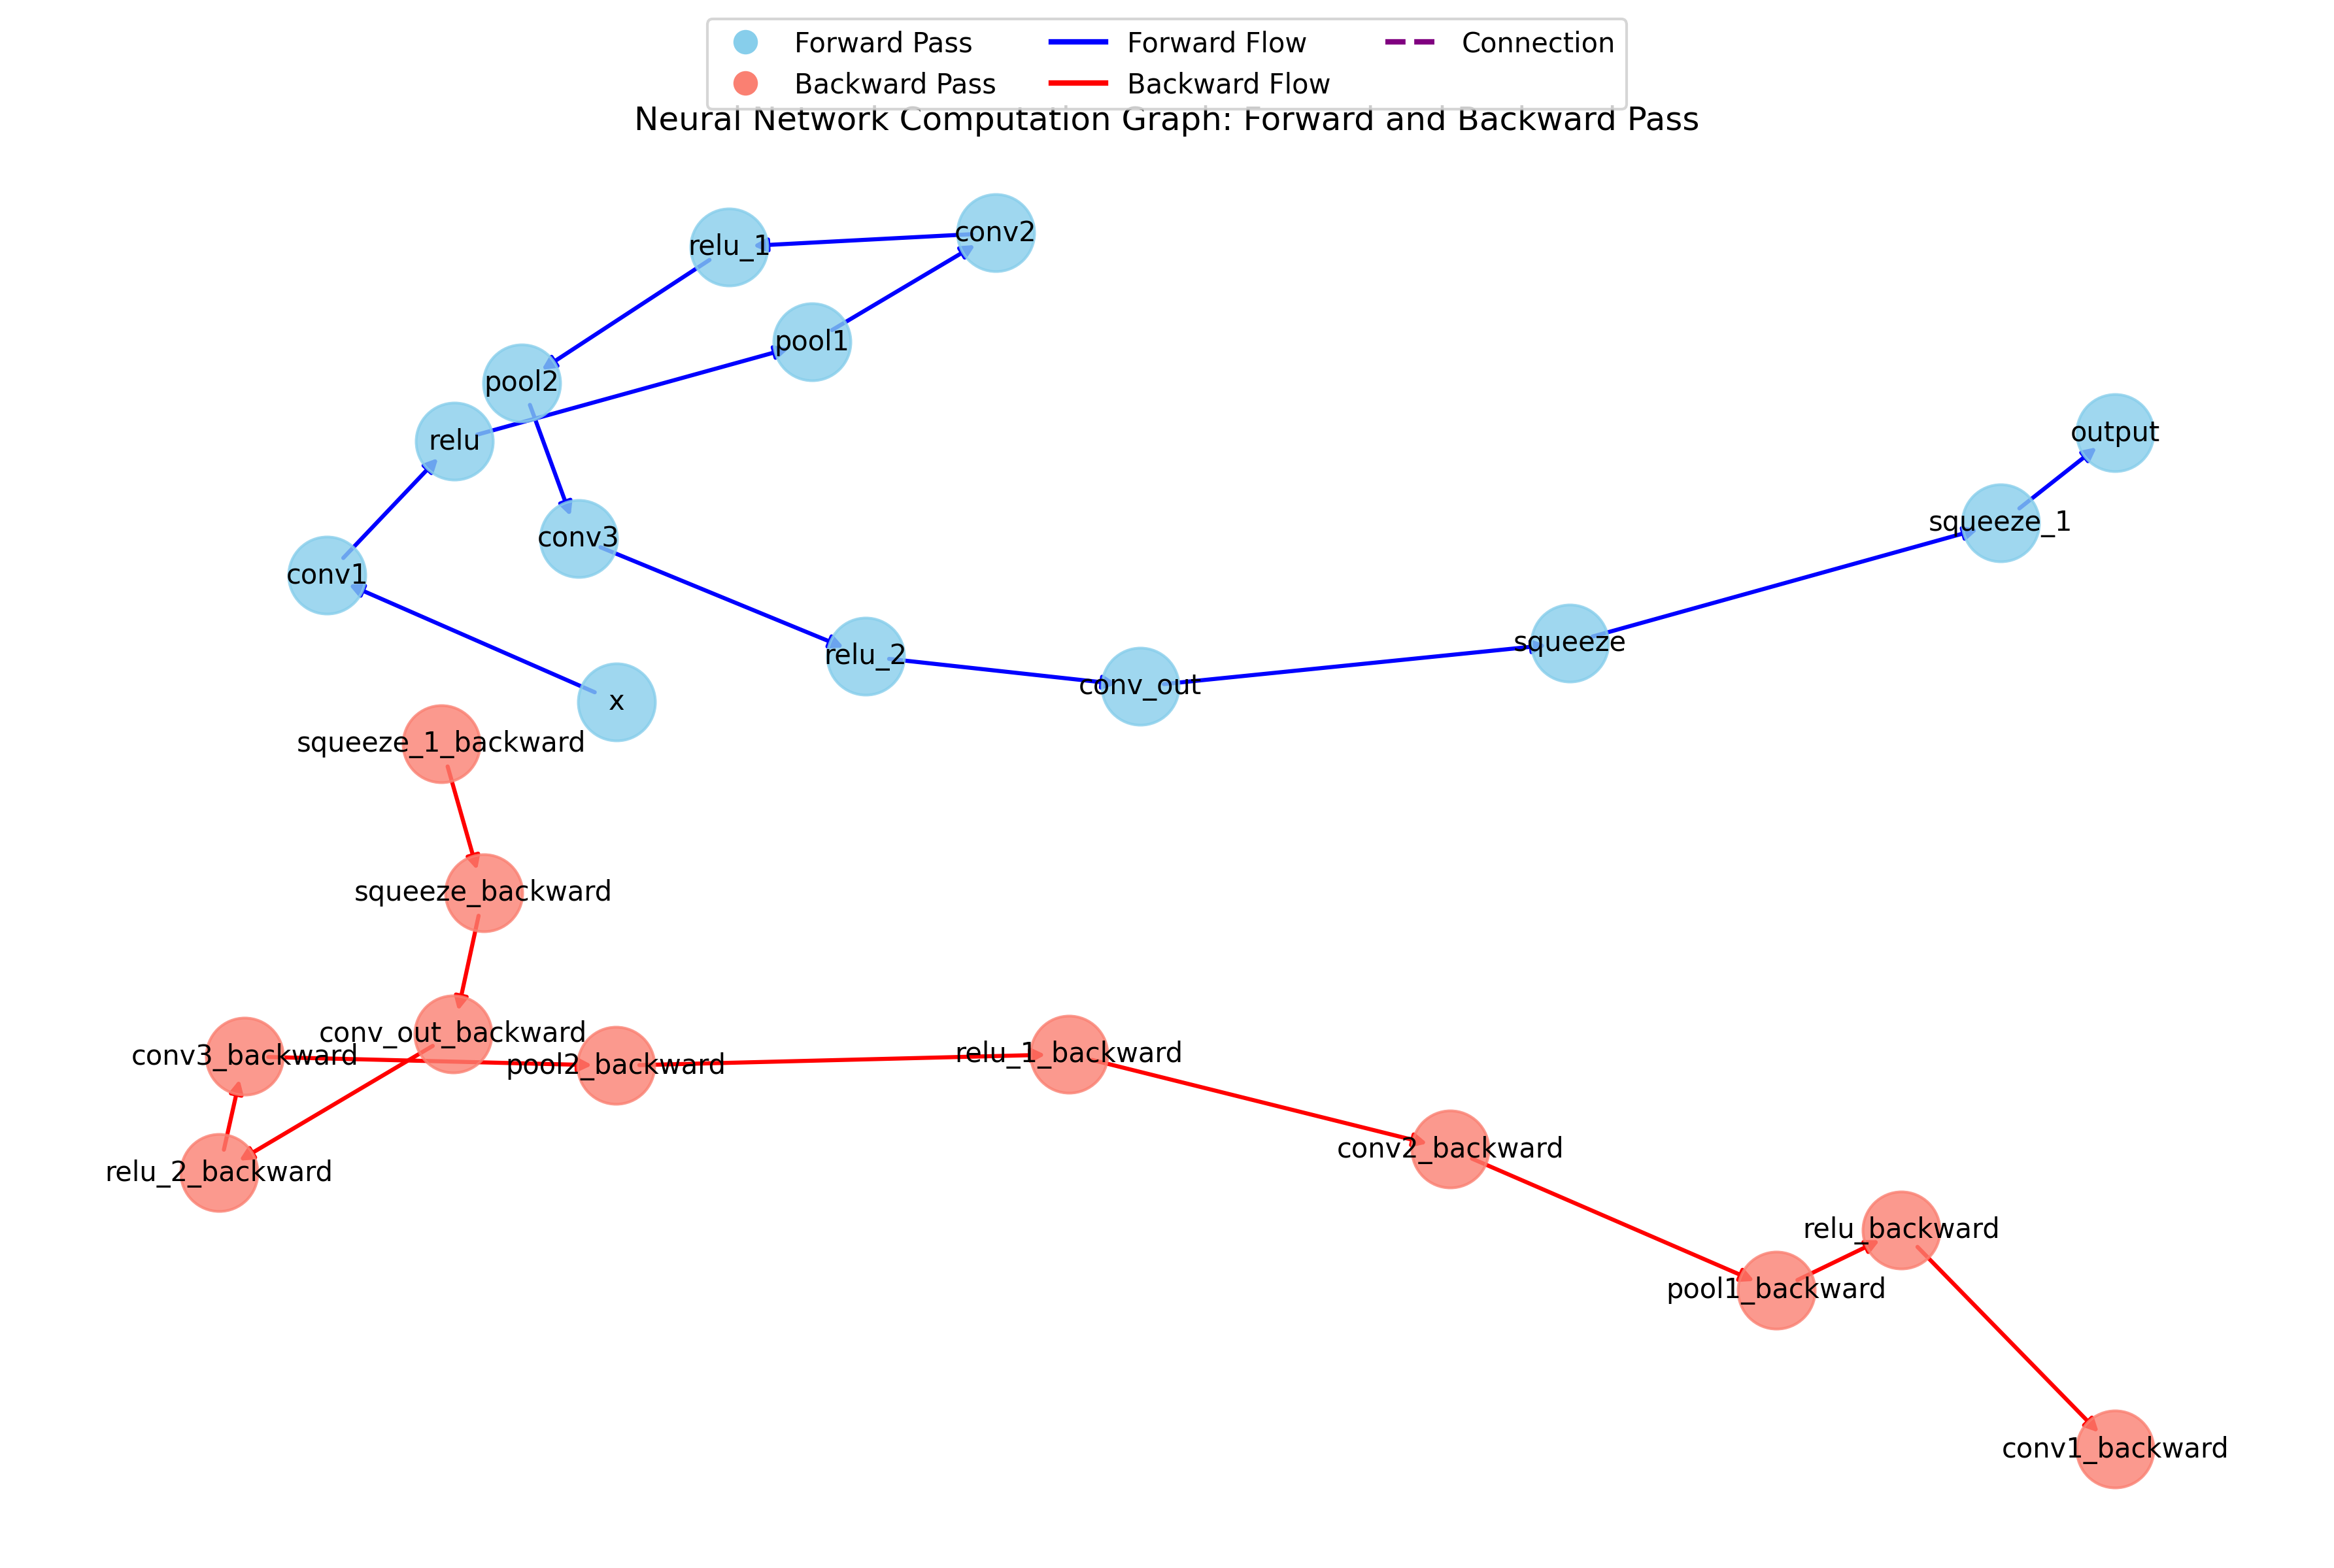 Forward Pass
Backward Pass
Forward Flow
Backward Flow
Connection
Neural Network Computation Graph: Forward and Backward Pass
conv2
relu_1
pool1
pool2
relu
output
squeeze_1
conv3
conv1
squeeze
relu_2
conv_out
x
squeeze_1_backward
squeeze_backward
conv_out_backward
conv3_backward
pool2_backward
relu_1_backward
conv2_backward
relu_2_backward
relu_backward
pool1_backward
conv1_backward